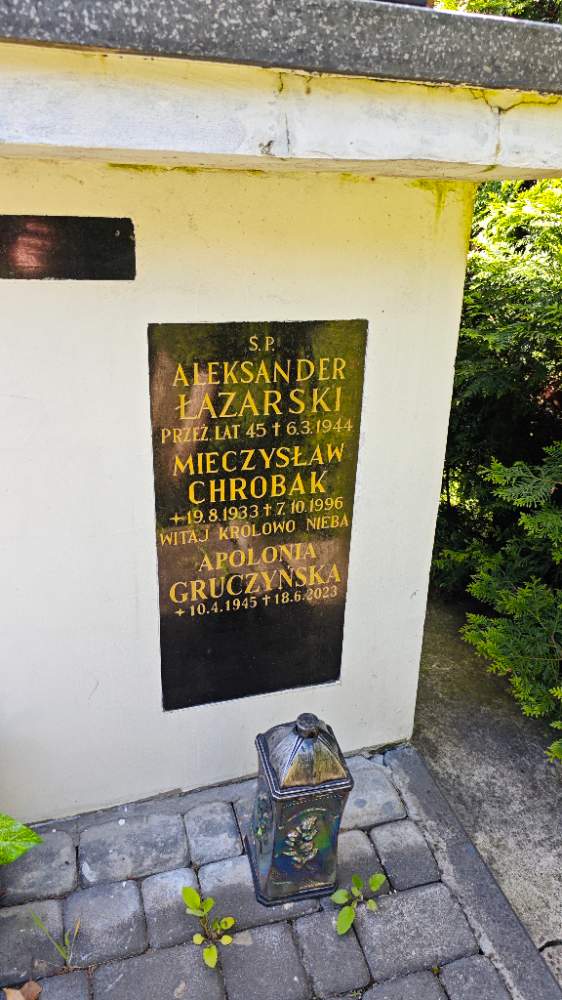 Ś.P.
ALEKSANDER
ŁAZARSKI
PRZEŻ. LAT 45 ✝ 6.3.1944
MIECZYSŁAW
CHROBAK
✶19.8.1933 ✝ 7.10.1996
WITAJ KRÓLOWO NIEBA
APOLONIA
GRUCZYŃSKA
✶10.4.1945 ✝ 18.6.2023